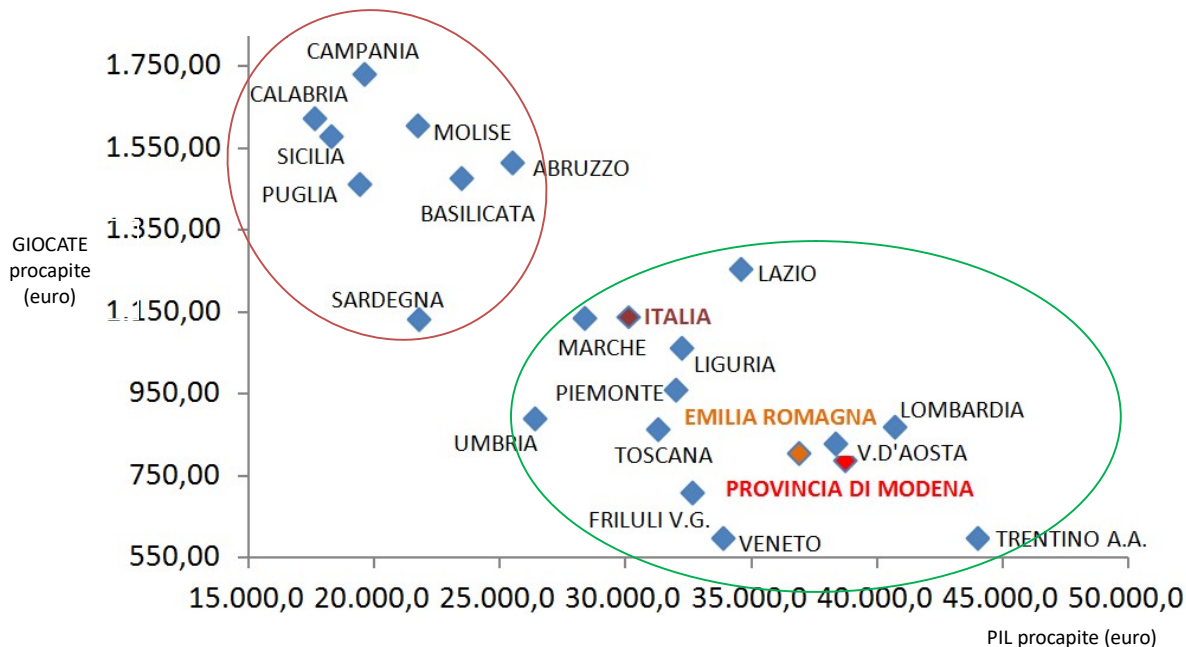 CAMPANIA
1.750,00
CALABRIA
MOLISE
1.550,00
SICILIA
ABRUZZO
PUGLIA
BASILICATA
1.350,00
GIOCATE
procapite
(euro)
LAZIO
SARDEGNA
1.150,00
ITALIA
MARCHE
LIGURIA
950,00
PIEMONTE
EMILIA ROMAGNA
LOMBARDIA
UMBRIA
TOSCANA
V.D'AOSTA
750,00
PROVINCIA DI MODENA
FRILULI V.G.
VENETO
TRENTINO A.A.
550,00
15.000,0 20.000,0 25.000,0 30.000,0 35.000,0 40.000,0 45.000,0 50.000,0
PIL procapite (euro)